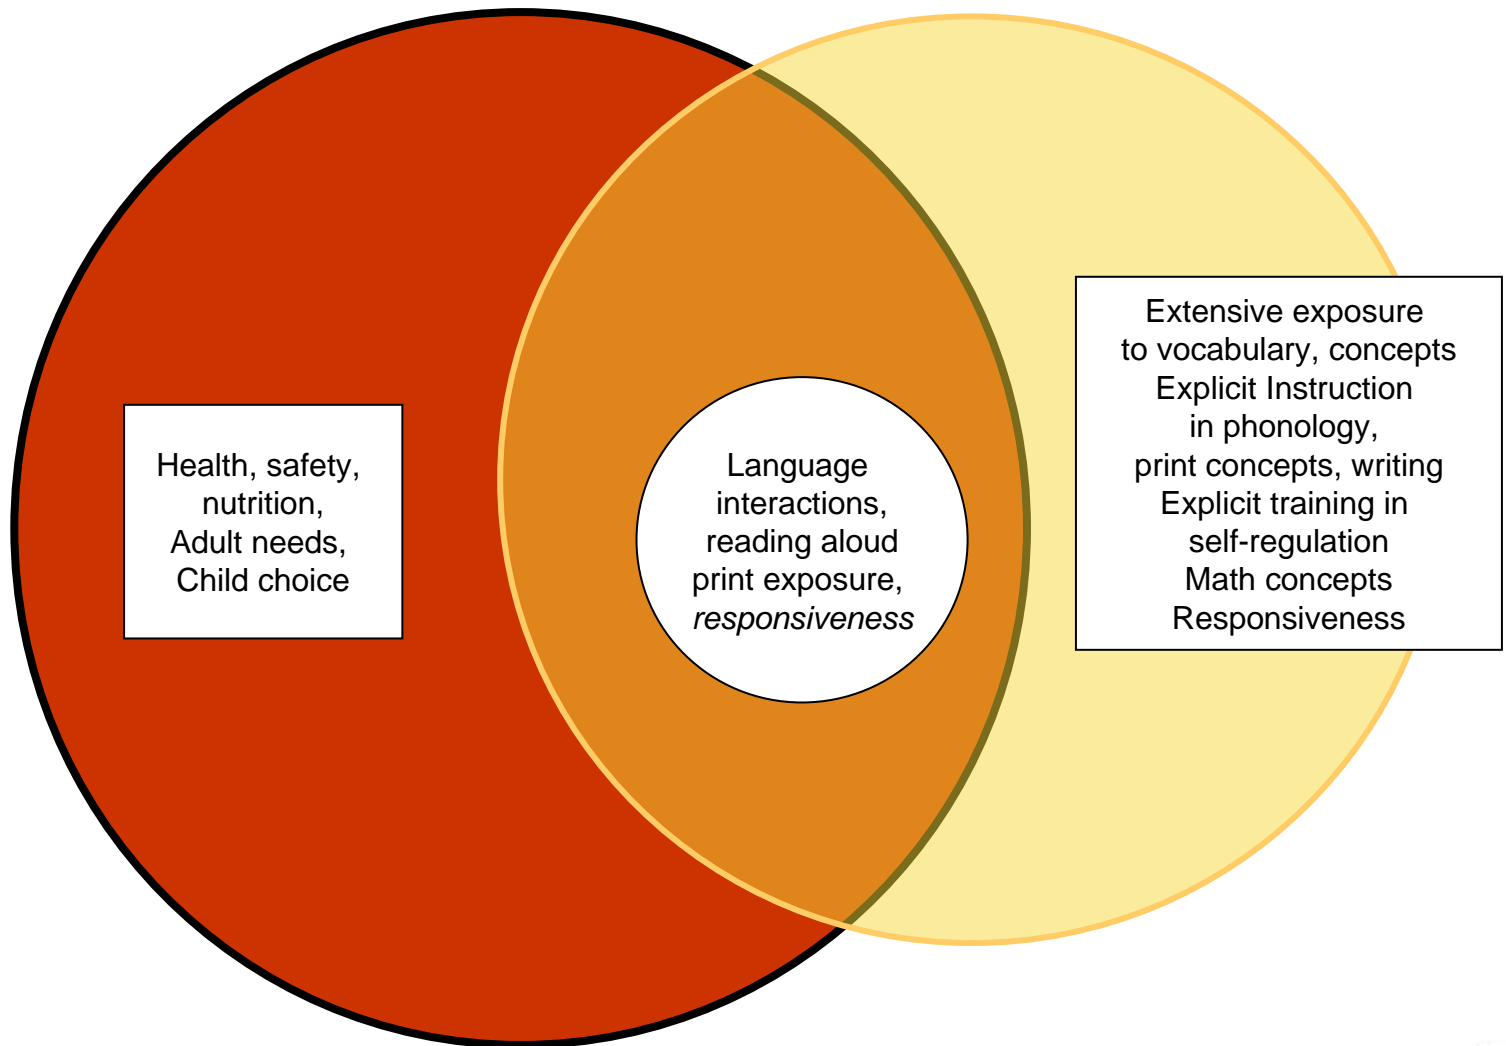 Health, safety,
nutrition,
Adult needs,
Child choice
Language
interactions,
reading aloud
print exposure,
responsiveness
Extensive exposure
to vocabulary, concepts
Explicit Instruction
in phonology,
print concepts, writing
Explicit training in
self-regulation
Math concepts
Responsiveness